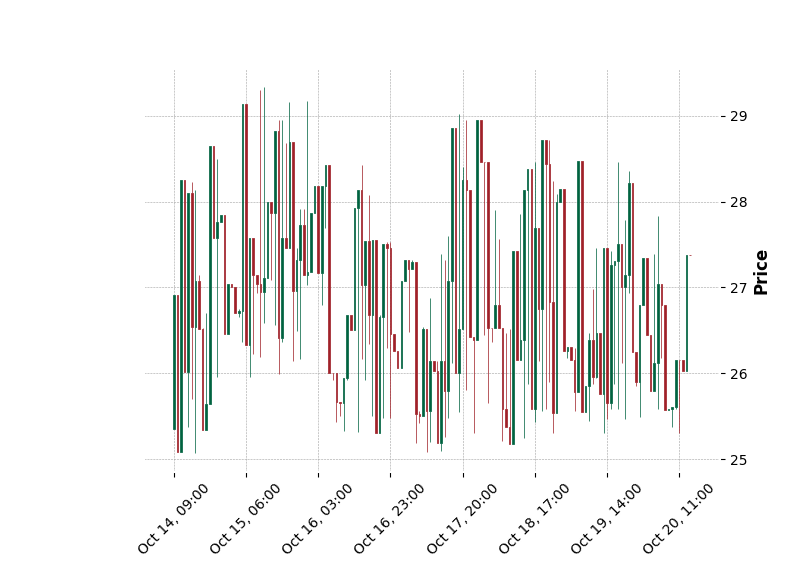 29
28
27
26
25
Price
Oct 14, 09:00
Oct 15, 06:00
Oct 16, 03:00
Oct 16, 23:00
Oct 17, 20:00
Oct 18, 17:00
Oct 19, 14:00
Oct 20, 11:00